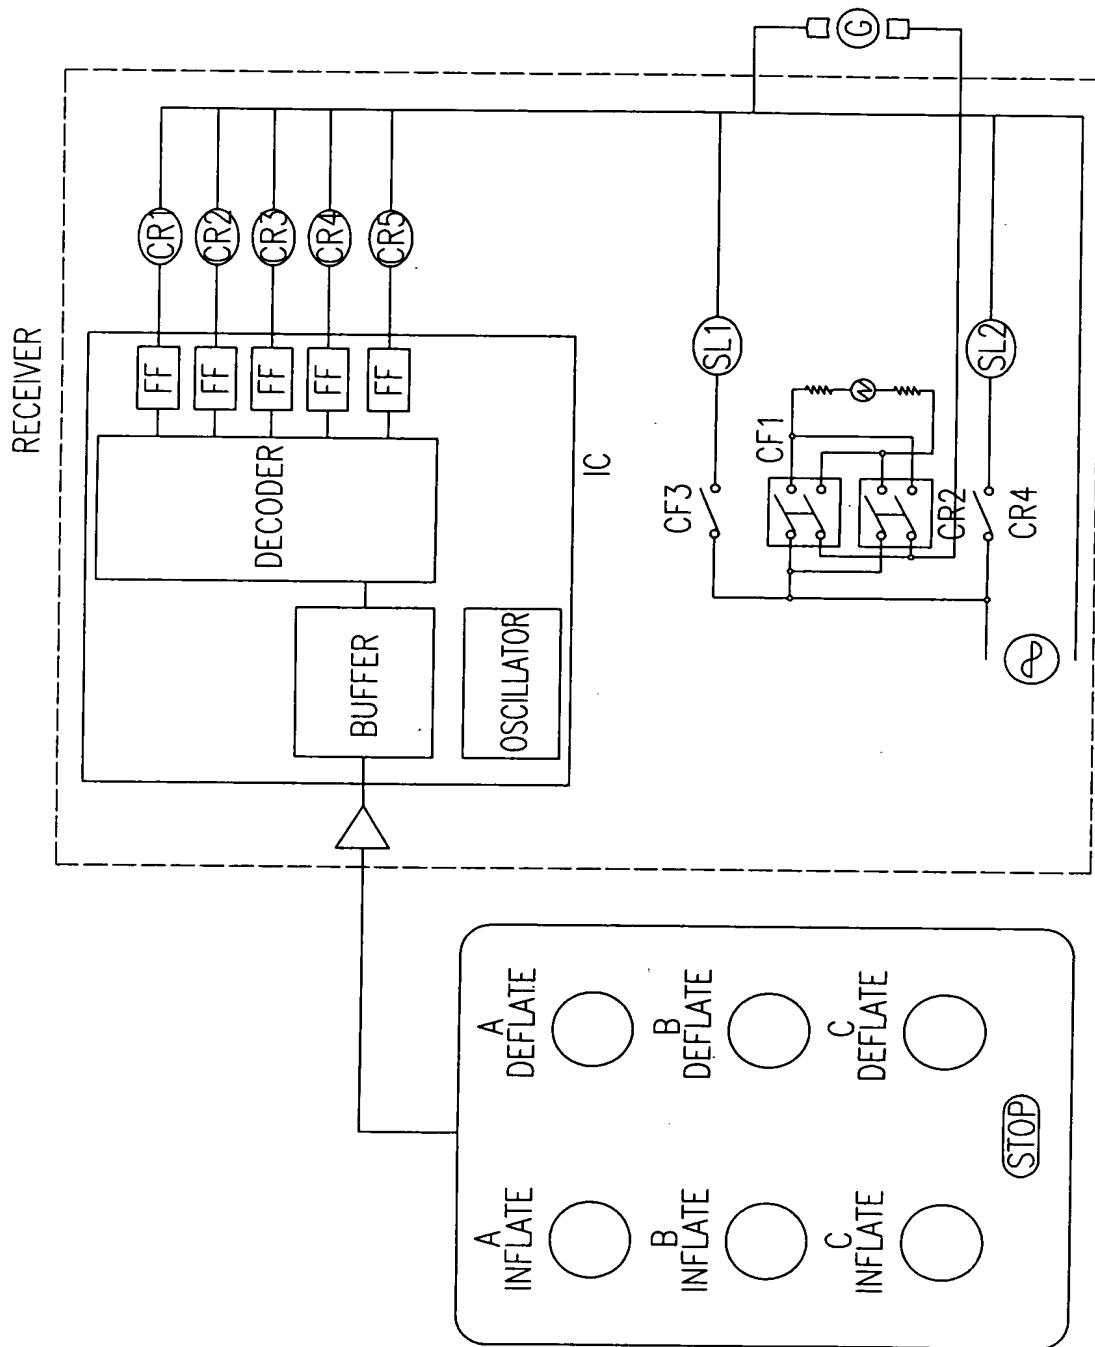 RECEIVER
CR1
CR2
CR3
CR4
CR5
FF
FF
FF
FF
FF
DECODER
BUFFER
OSCILLATOR
IC
G
SL1
SL2
N
CF1
CF3
CR2
CR4
A
INFLATE
A
DEFLATE
B
INFLATE
B
DEFLATE
C
INFLATE
C
DEFLATE
STOP